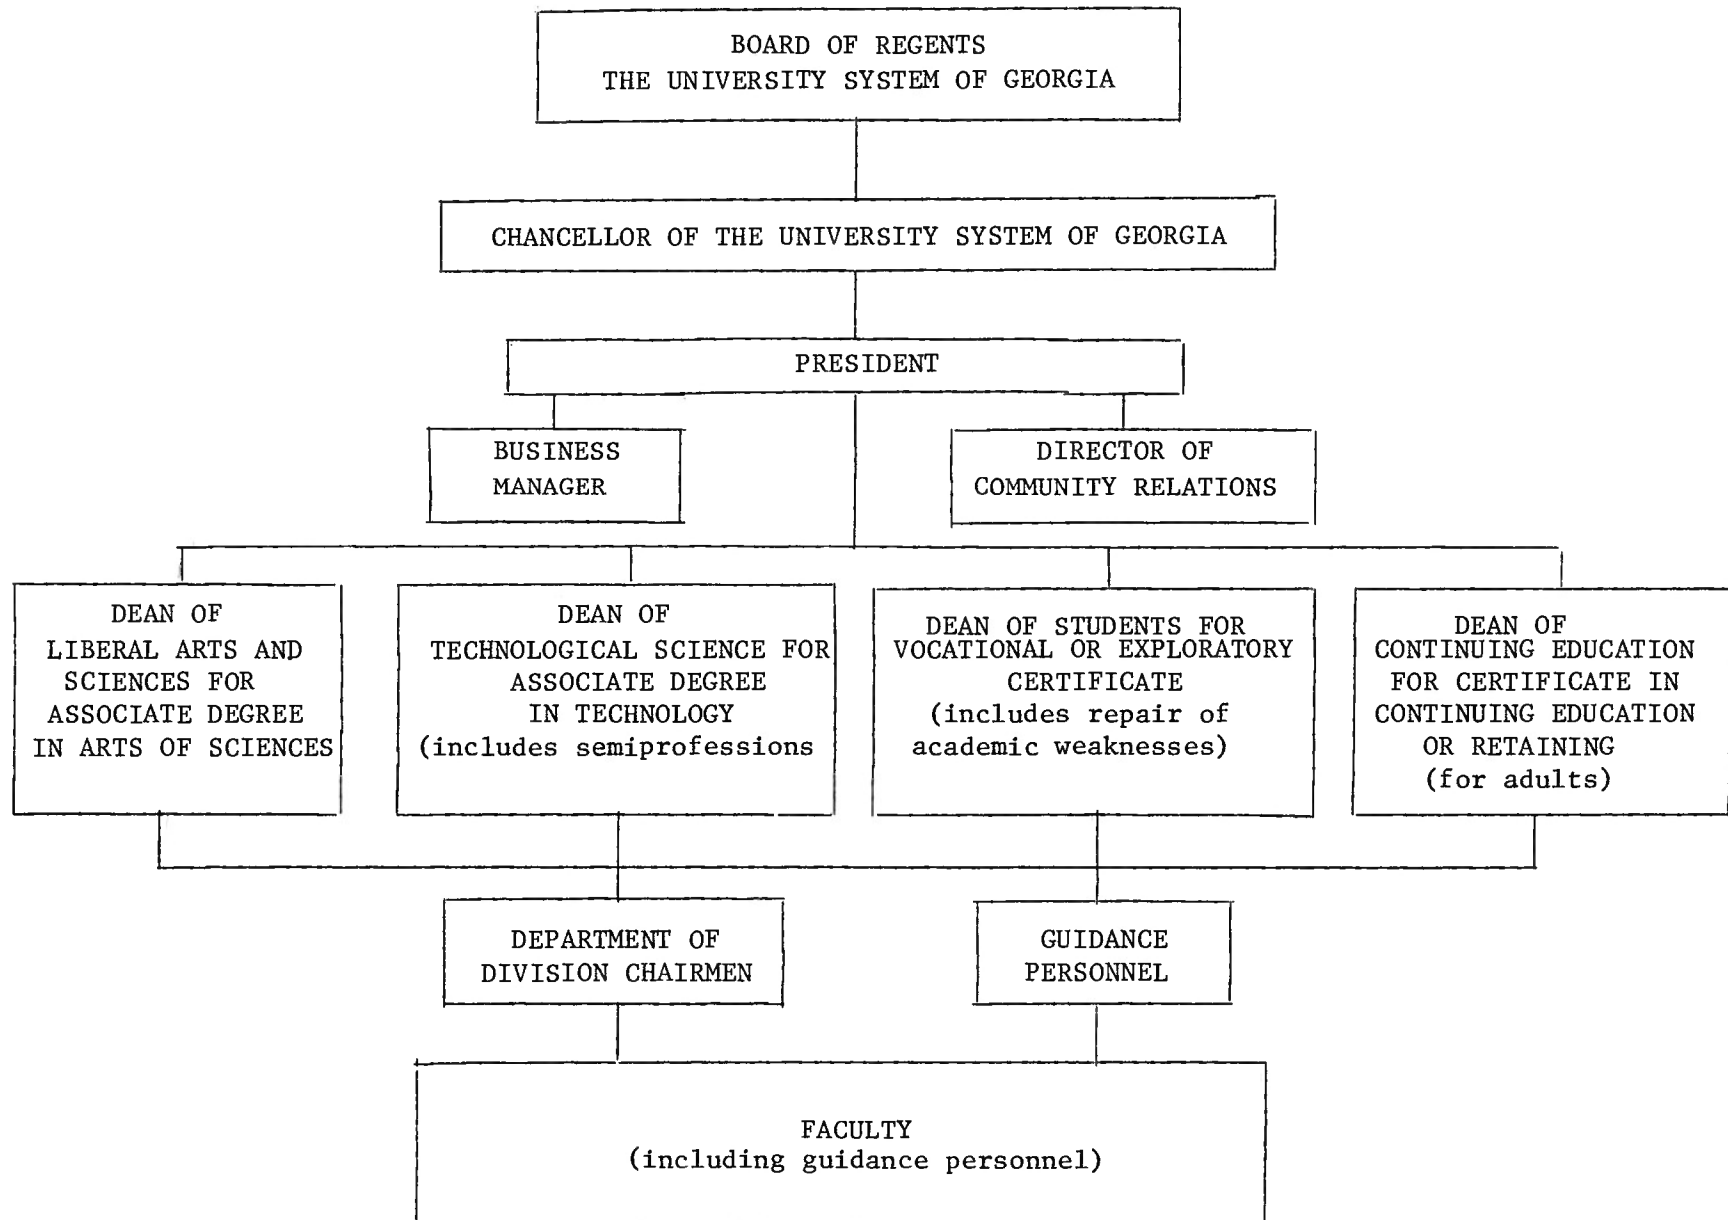 BOARD OF REGENTS
THE UNIVERSITY SYSTEM OF GEORGIA
CHANCELLOR OF THE UNIVERSITY SYSTEM OF GEORGIA
PRESIDENT
BUSINESS
MANAGER
DIRECTOR OF
COMMUNITY RELATIONS
DEAN OF
LIBERAL ARTS AND
SCIENCES FOR
ASSOCIATE DEGREE
IN ARTS OF SCIENCES
DEAN OF
TECHNOLOGICAL SCIENCE FOR
ASSOCIATE DEGREE
IN TECHNOLOGY
(includes semiprofessions
DEAN OF STUDENTS FOR
VOCATIONAL OR EXPLORATORY
CERTIFICATE
(includes repair of
academic weaknesses)
DEAN OF
CONTINUING EDUCATION
FOR CERTIFICATE IN
CONTINUING EDUCATION
OR RETAINING
(for adults)
DEPARTMENT OF
DIVISION CHAIRMEN
GUIDANCE
PERSONNEL
FACULTY
(including guidance personnel)